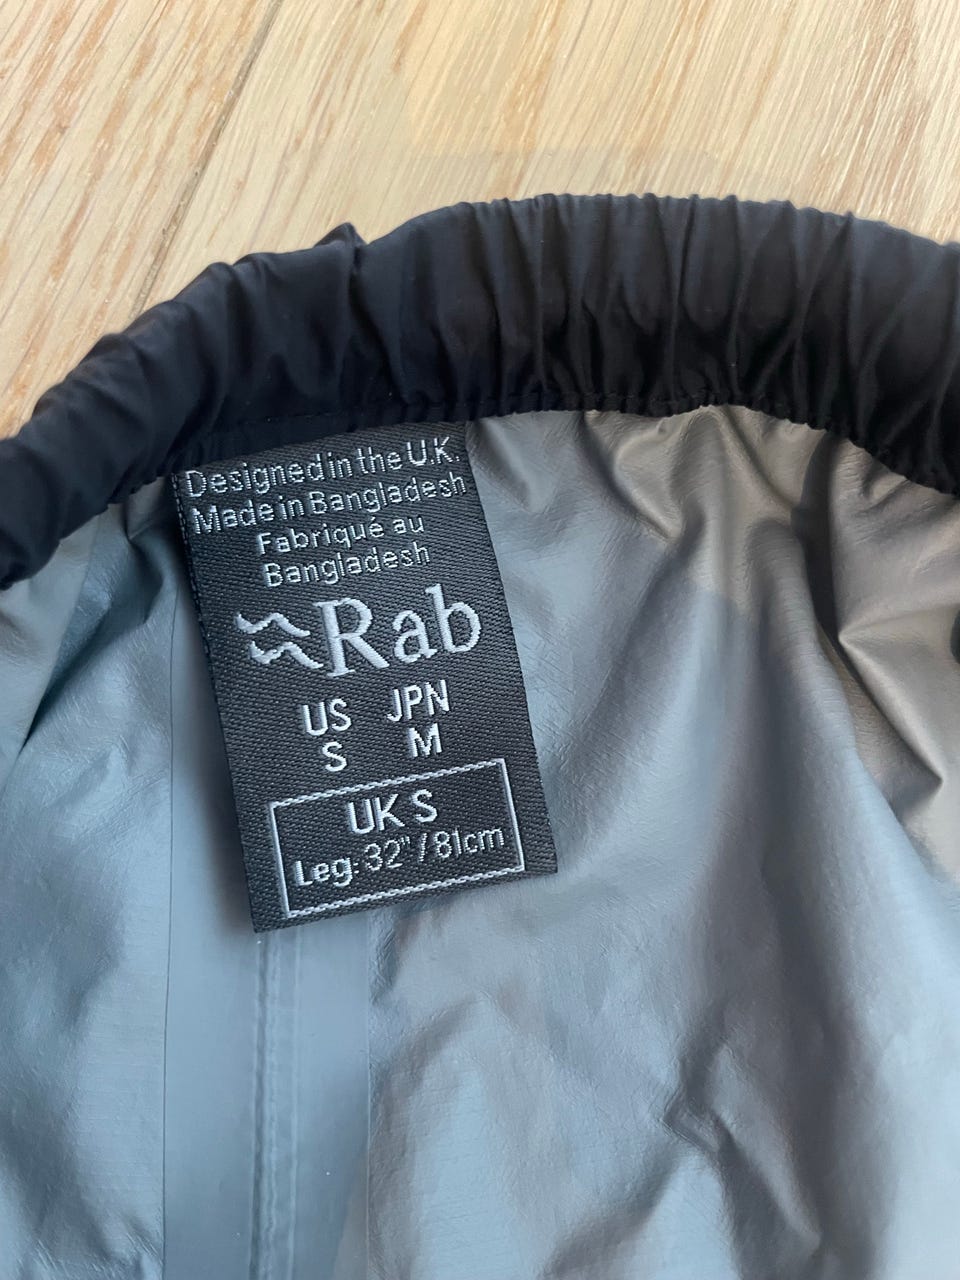 Designed in the U.K.
Made in Bangladesh
Fabriqué au
Bangladesh
Rab
US JPN
S M
UK S
Leg: 32"/81cm